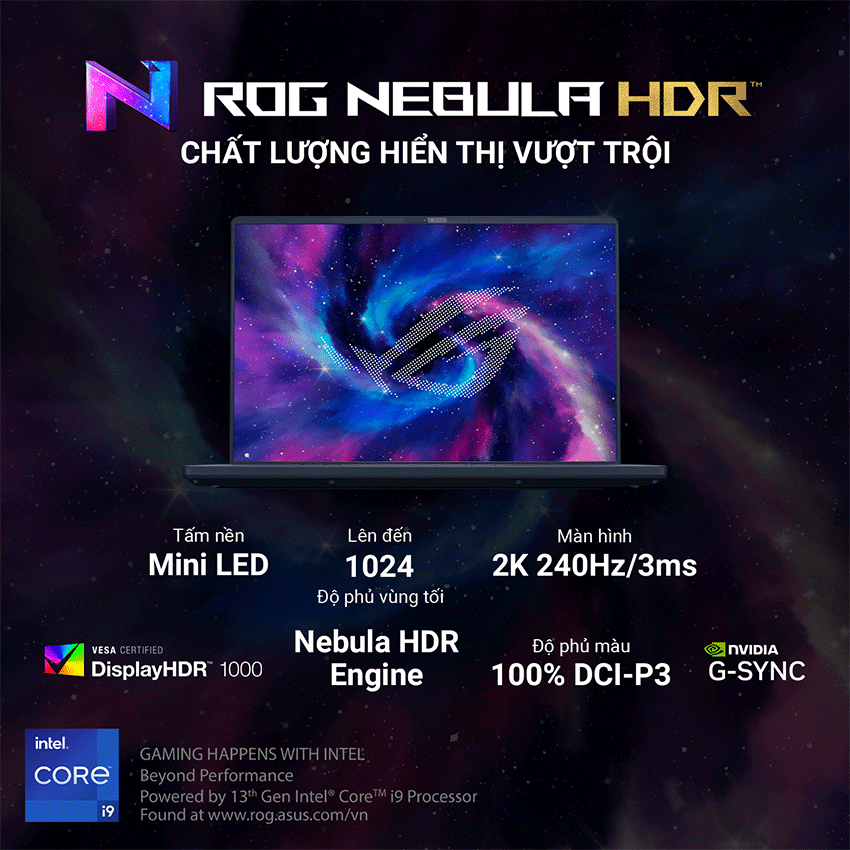 ROG NEBULA HDR™
CHẤT LƯỢNG HIỂN THỊ VƯỢT TRỘI
Tấm nền
Mini LED
Lên đến
1024
Độ phủ vùng tối
Màn hình
2K 240Hz/3ms
VESA CERTIFIED
DisplayHDR™ 1000
Nebula HDR
Engine
Độ phủ màu
100% DCI-P3
NVIDIA
G-SYNC
intel.
CORE
i9
GAMING HAPPENS WITH INTEL
Beyond Performance
Powered by 13th Gen Intel® Core™ i9 Processor
Found at www.rog.asus.com/vn